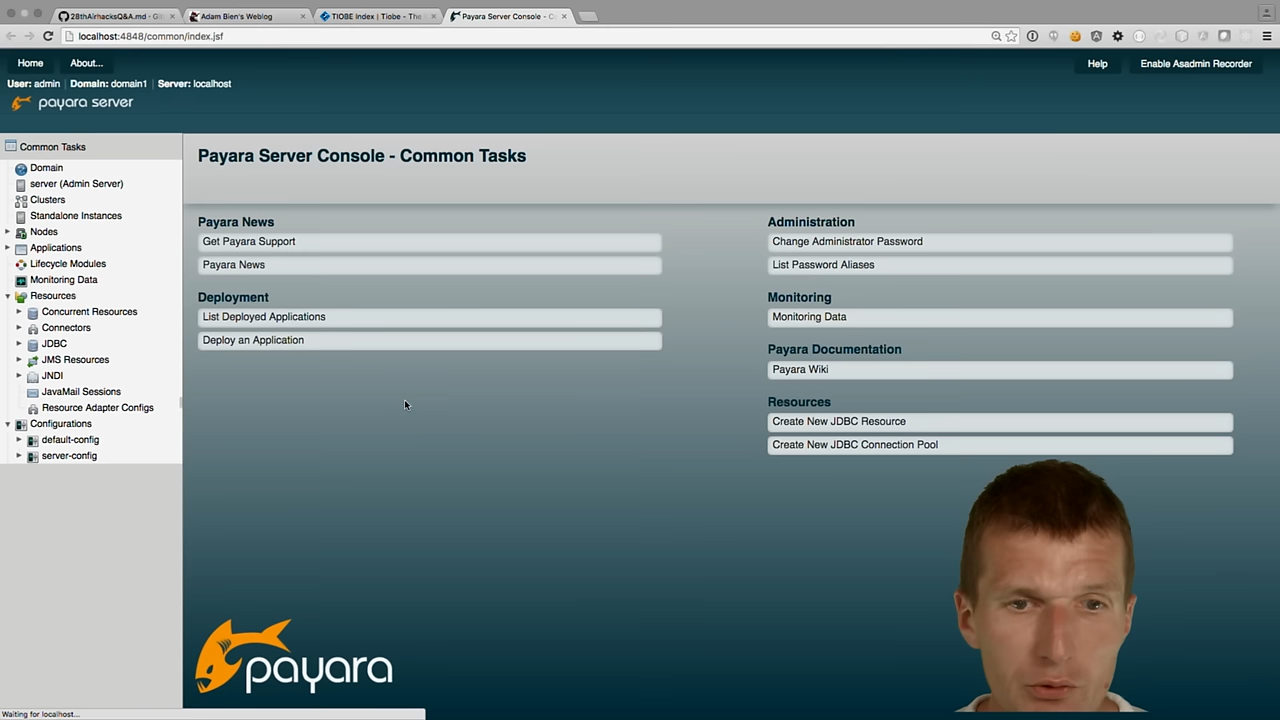 28thAirhacksQ&A.md · Gi
Adam Bien's Weblog
TIOBE Index | Tiobe - The
Payara Server Console - C
localhost:4848/common/index.jsf
Home
About...
Help
Enable Asadmin Recorder
User: admin Domain: domain1 Server: localhost
payara server
Common Tasks
Domain
server (Admin Server)
Clusters
Standalone Instances
Nodes
Applications
Lifecycle Modules
Monitoring Data
Resources
Concurrent Resources
Connectors
JDBC
JMS Resources
JNDI
JavaMail Sessions
Resource Adapter Configs
Configurations
default-config
server-config
Payara Server Console - Common Tasks
Payara News
Get Payara Support
Payara News
Deployment
List Deployed Applications
Deploy an Application
Administration
Change Administrator Password
List Password Aliases
Monitoring
Monitoring Data
Payara Documentation
Payara Wiki
Resources
Create New JDBC Resource
Create New JDBC Connection Pool
payara
Waiting for localhost...